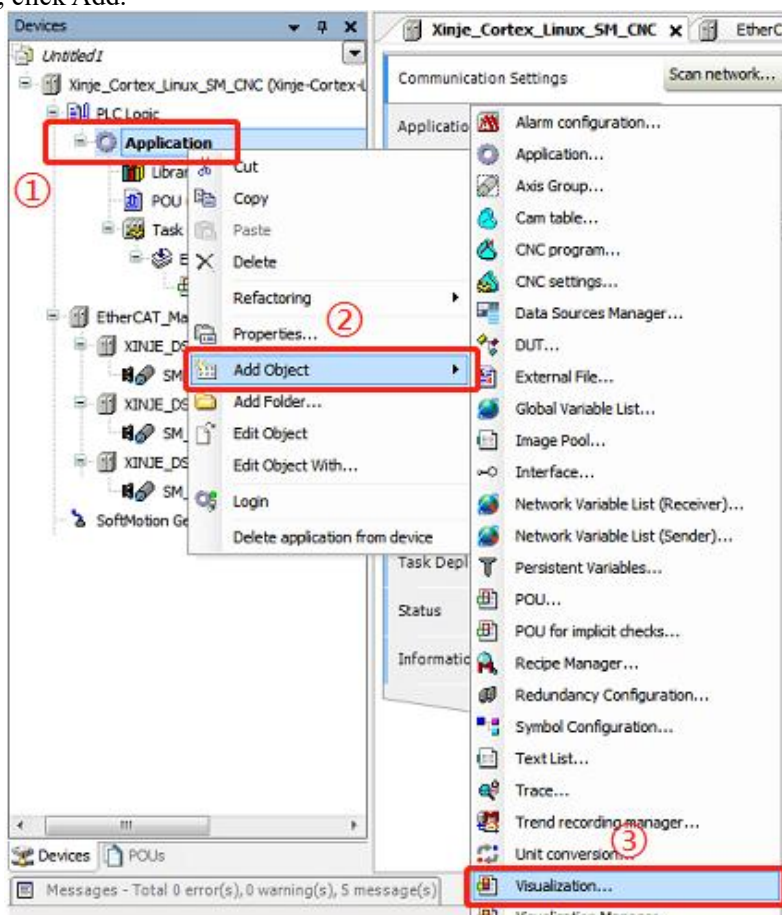 , click Add.
Devices
Xinje_Cortex_Linux_SM_CNC
EtherC
Untitled1
Xinje_Cortex_Linux_SM_CNC (Xinje-Cortex-L
Communication Settings
Scan network...
PLC Logic
Applicatio
Application
①
Librar
POU
Task
E
EtherCAT_Ma
XINJE_DS
SM_
XINJE_DS
SM_
XINJE_DS
SM_
SoftMotion Ge
Cut
Copy
Paste
Delete
Refactoring
②
Properties...
Add Object
Add Folder...
Edit Object
Edit Object With...
Login
Delete application from device
Task Depl
Status
Informatic
Alarm configuration...
Application...
Axis Group...
Cam table...
CNC program...
CNC settings...
Data Sources Manager...
DUT...
External File...
Global Variable List...
Image Pool...
Interface...
Network Variable List (Receiver)...
Network Variable List (Sender)...
Persistent Variables...
POU...
POU for implicit checks...
Recipe Manager...
Redundancy Configuration...
Symbol Configuration...
Text List...
Trace...
Trend recording manager...
③
Unit conversion...
Visualization...
Visualization Manager
Devices
POUs
Messages - Total 0 error(s), 0 warning(s), 5 message(s)